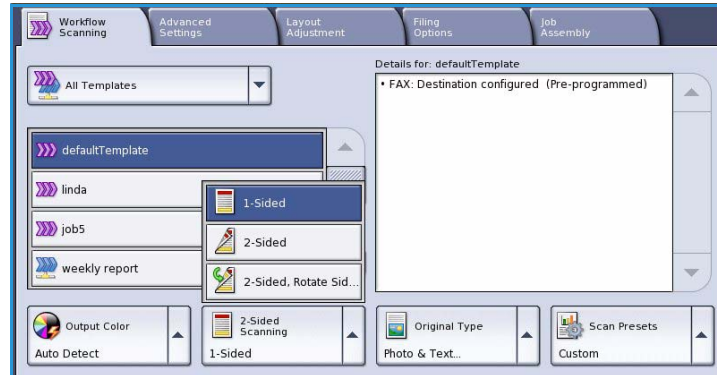 Workflow
Scanning
Advanced
Settings
Layout
Adjustment
Filing
Options
Job
Assembly
All Templates
Details for: defaultTemplate
• FAX: Destination configured (Pre-programmed)
defaultTemplate
linda
job5
weekly report
1-Sided
2-Sided
2-Sided, Rotate Sid...
Output Color
Auto Detect
2-Sided
Scanning
1-Sided
Original Type
Photo & Text...
Scan Presets
Custom